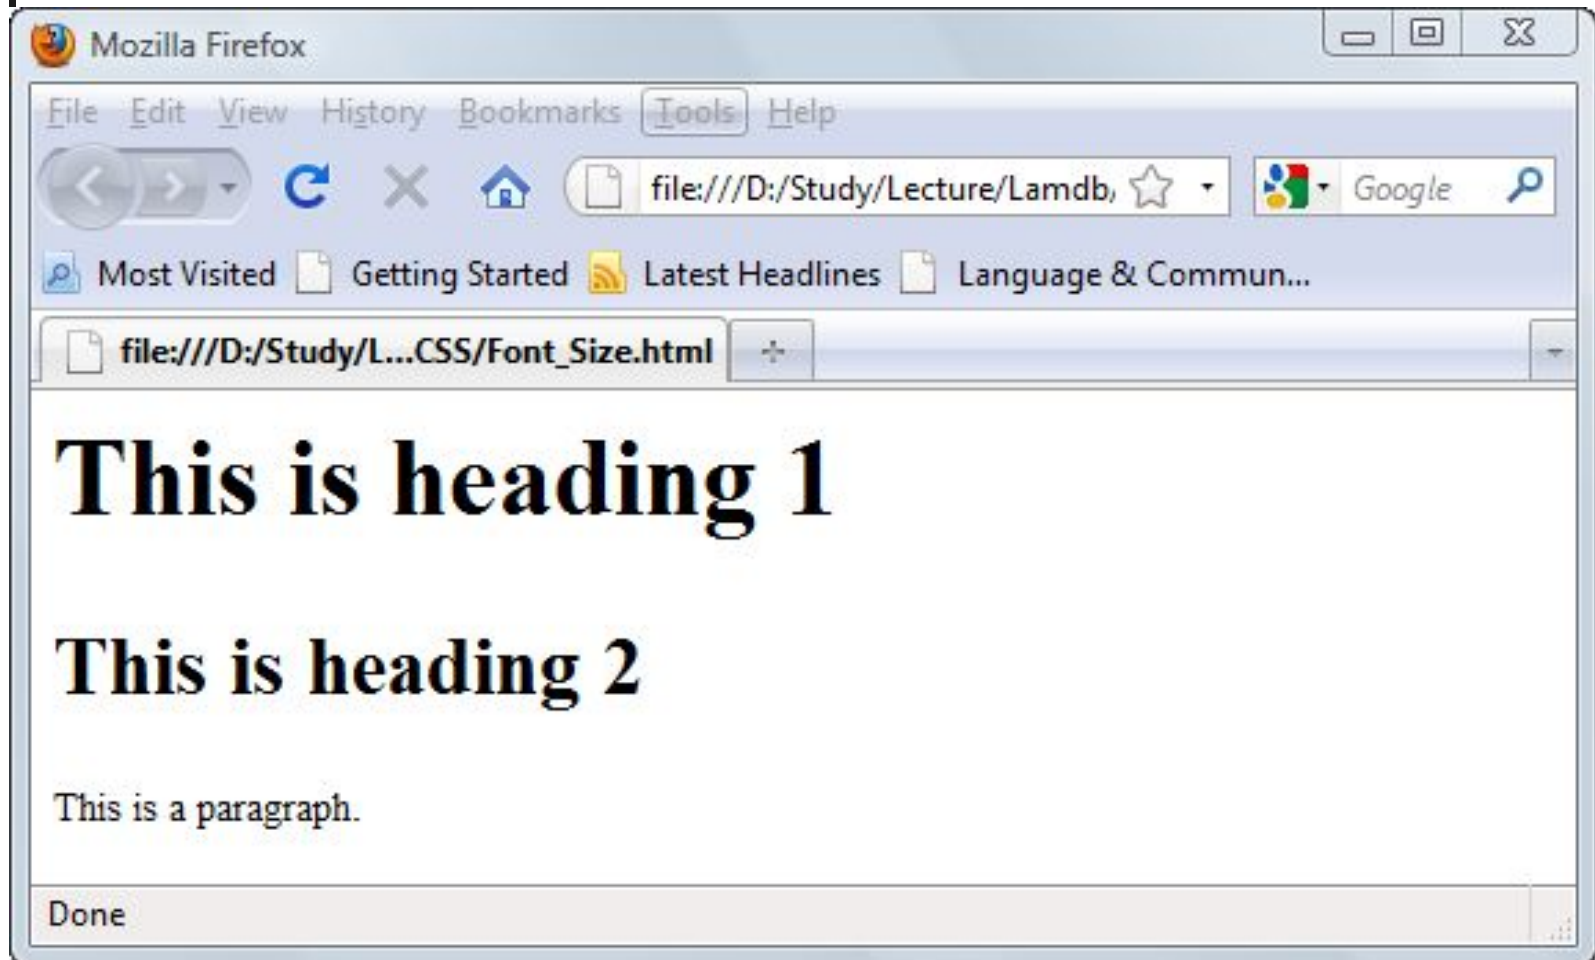 Mozilla Firefox
File Edit View History Bookmarks Tools Help
file:///D:/Study/Lecture/Lamdb, Google
Most Visited Getting Started Latest Headlines Language & Commun...
file:///D:/Study/L...CSS/Font_Size.html
This is heading 1
This is heading 2
This is a paragraph.
Done